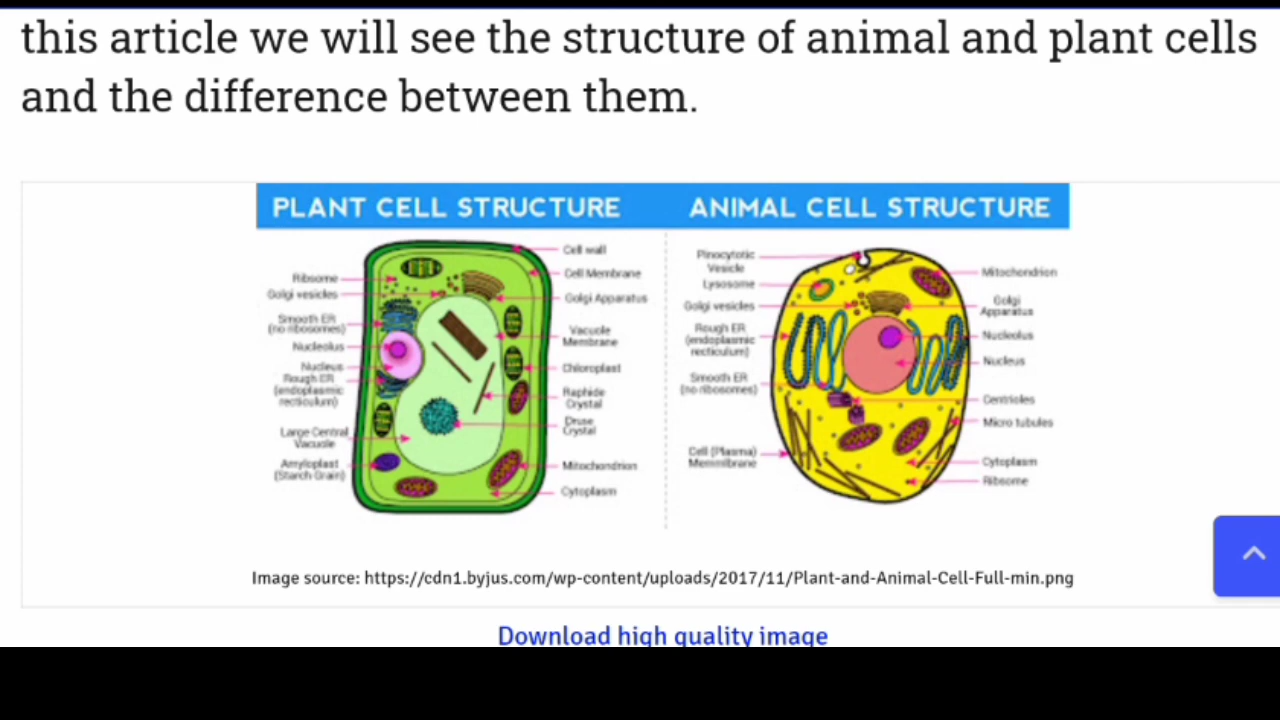 this article we will see the structure of animal and plant cells
and the difference between them.
PLANT CELL STRUCTURE
Ribsome
Golgi vesicles
Smooth ER
(no ribosomes)
Nucleolus
Nucleus
Rough ER
(endoplasmic
recticulum)
Large Central
Vacuole
Amyloplast
(Starch Grain)
Cell wall
Cell Membrane
Golgi Apparatus
Vacuole
Membrane
Chloroplast
Raphide
Crystal
Druse
Crystal
Mitochondrion
Cytoplasm
ANIMAL CELL STRUCTURE
Pinocytotic
Vesicle
Lysosome
Golgi vesicles
Rough ER
(endoplasmic
recticulum)
Smooth ER
(no ribosomes)
Cell (Plasma)
Memmlbrane
Mitochondrion
Golgi
Apparatus
Nucleolus
Nucleus
Centrioles
Micro tubules
Cytoplasm
Ribsome
Image source: https://cdn1.byjus.com/wp-content/uploads/2017/11/Plant-and-Animal-Cell-Full-min.png
Download high quality image